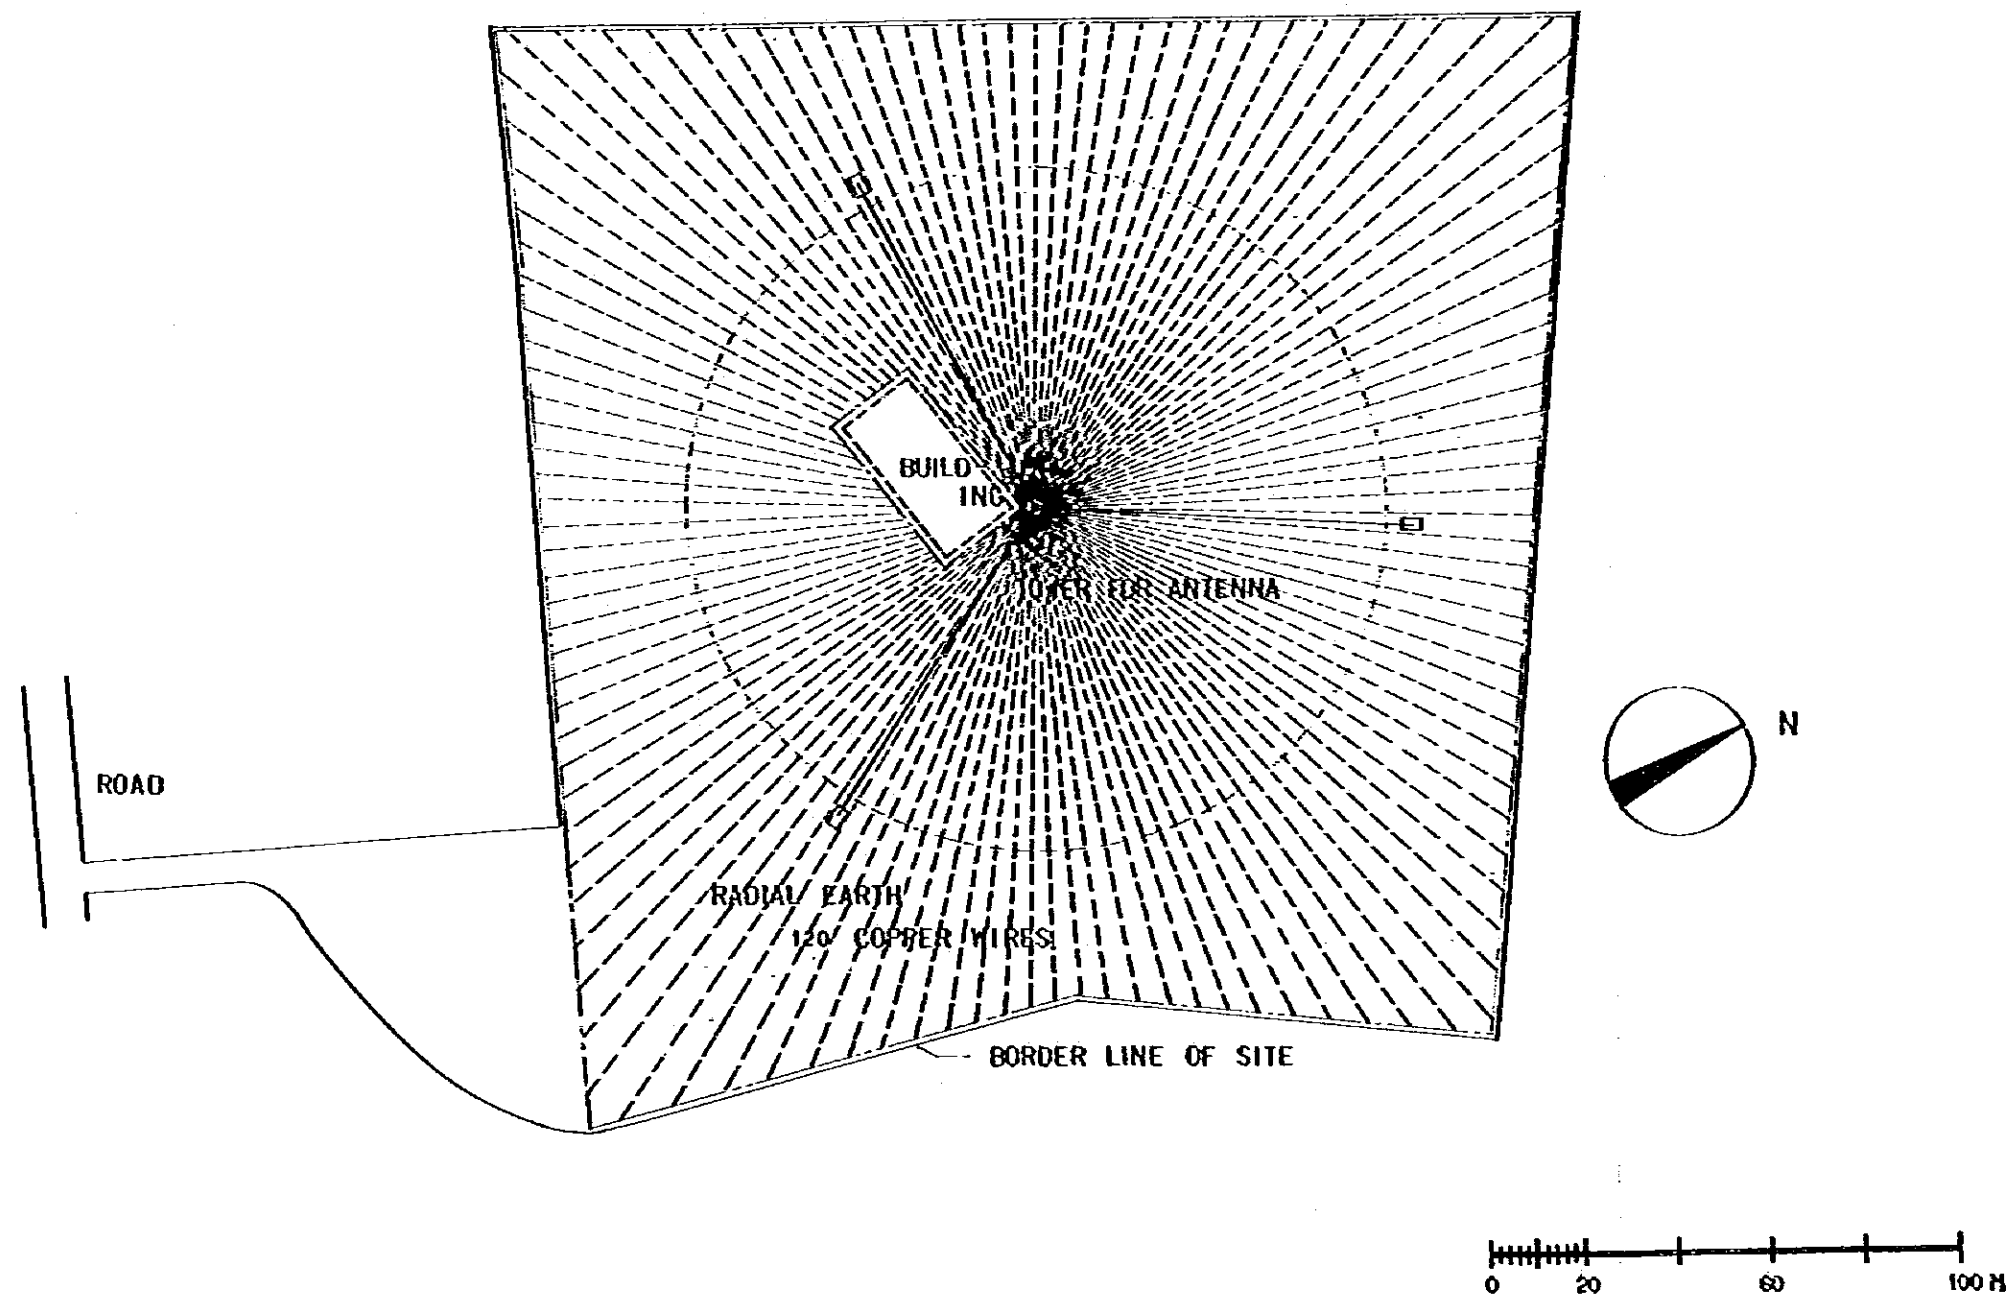 BUILD-
ING
TOWER FOR ANTENNA
N
ROAD
RADIAL EARTH
120 COPPER WIRES
BORDER LINE OF SITE
0 20 60 100 M